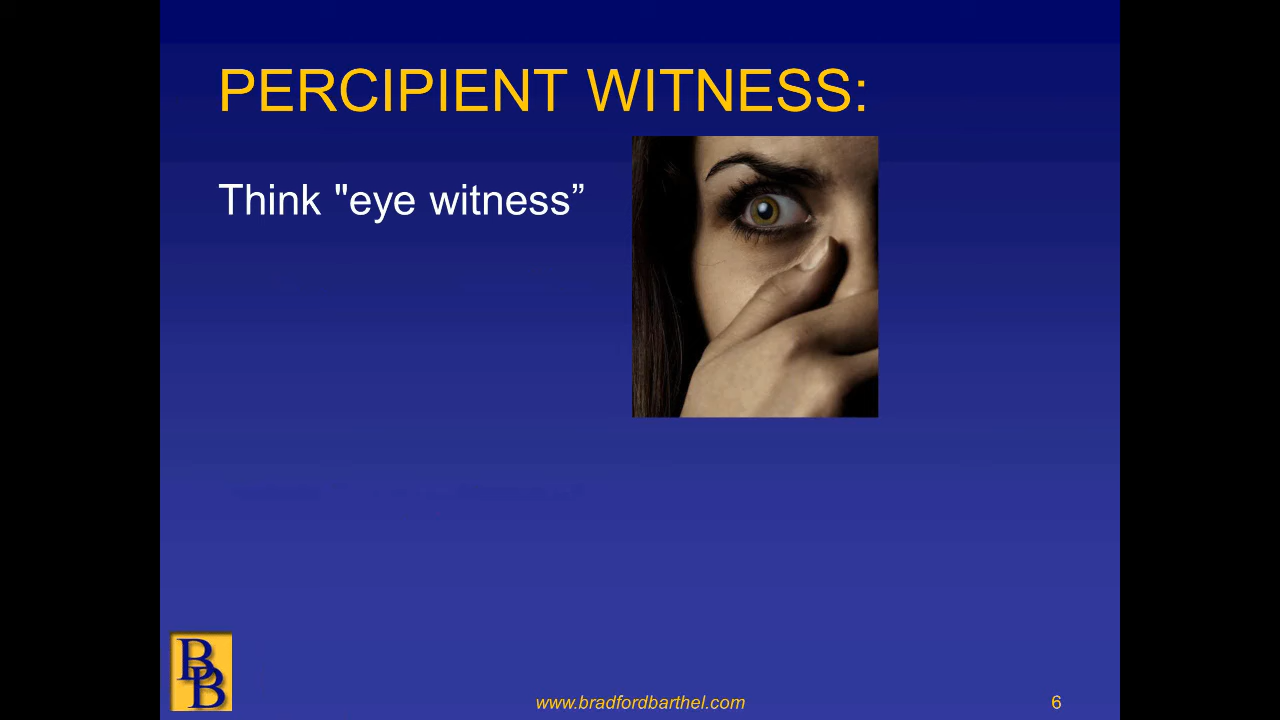 PERCIPIENT WITNESS:
Think "eye witness”
BB
www.bradfordbarthel.com
6